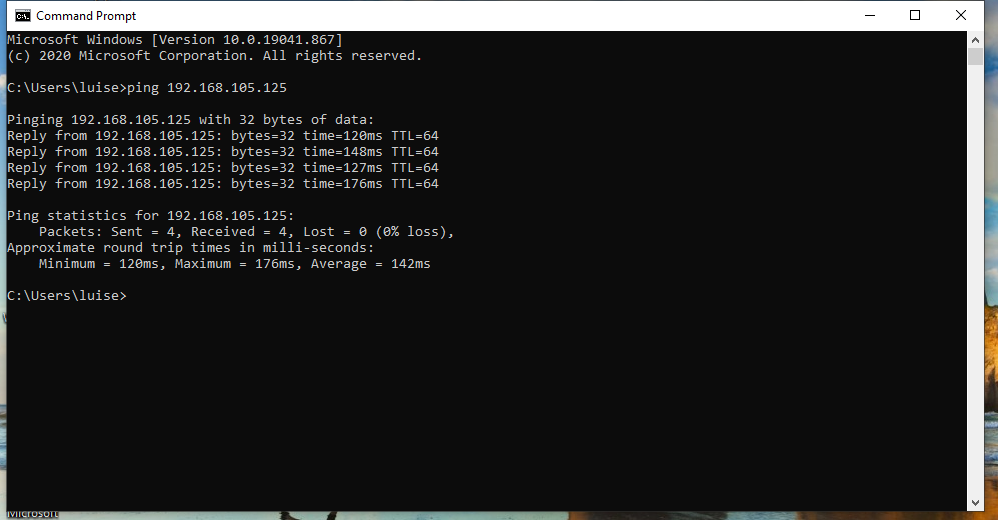 Command Prompt
Microsoft Windows [Version 10.0.19041.867]
(c) 2020 Microsoft Corporation. All rights reserved.
C:\Users\luise>ping 192.168.105.125
Pinging 192.168.105.125 with 32 bytes of data:
Reply from 192.168.105.125: bytes=32 time=120ms TTL=64
Reply from 192.168.105.125: bytes=32 time=148ms TTL=64
Reply from 192.168.105.125: bytes=32 time=127ms TTL=64
Reply from 192.168.105.125: bytes=32 time=176ms TTL=64
Ping statistics for 192.168.105.125:
    Packets: Sent = 4, Received = 4, Lost = 0 (0% loss),
Approximate round trip times in milli-seconds:
    Minimum = 120ms, Maximum = 176ms, Average = 142ms
C:\Users\luise>
Microsoft